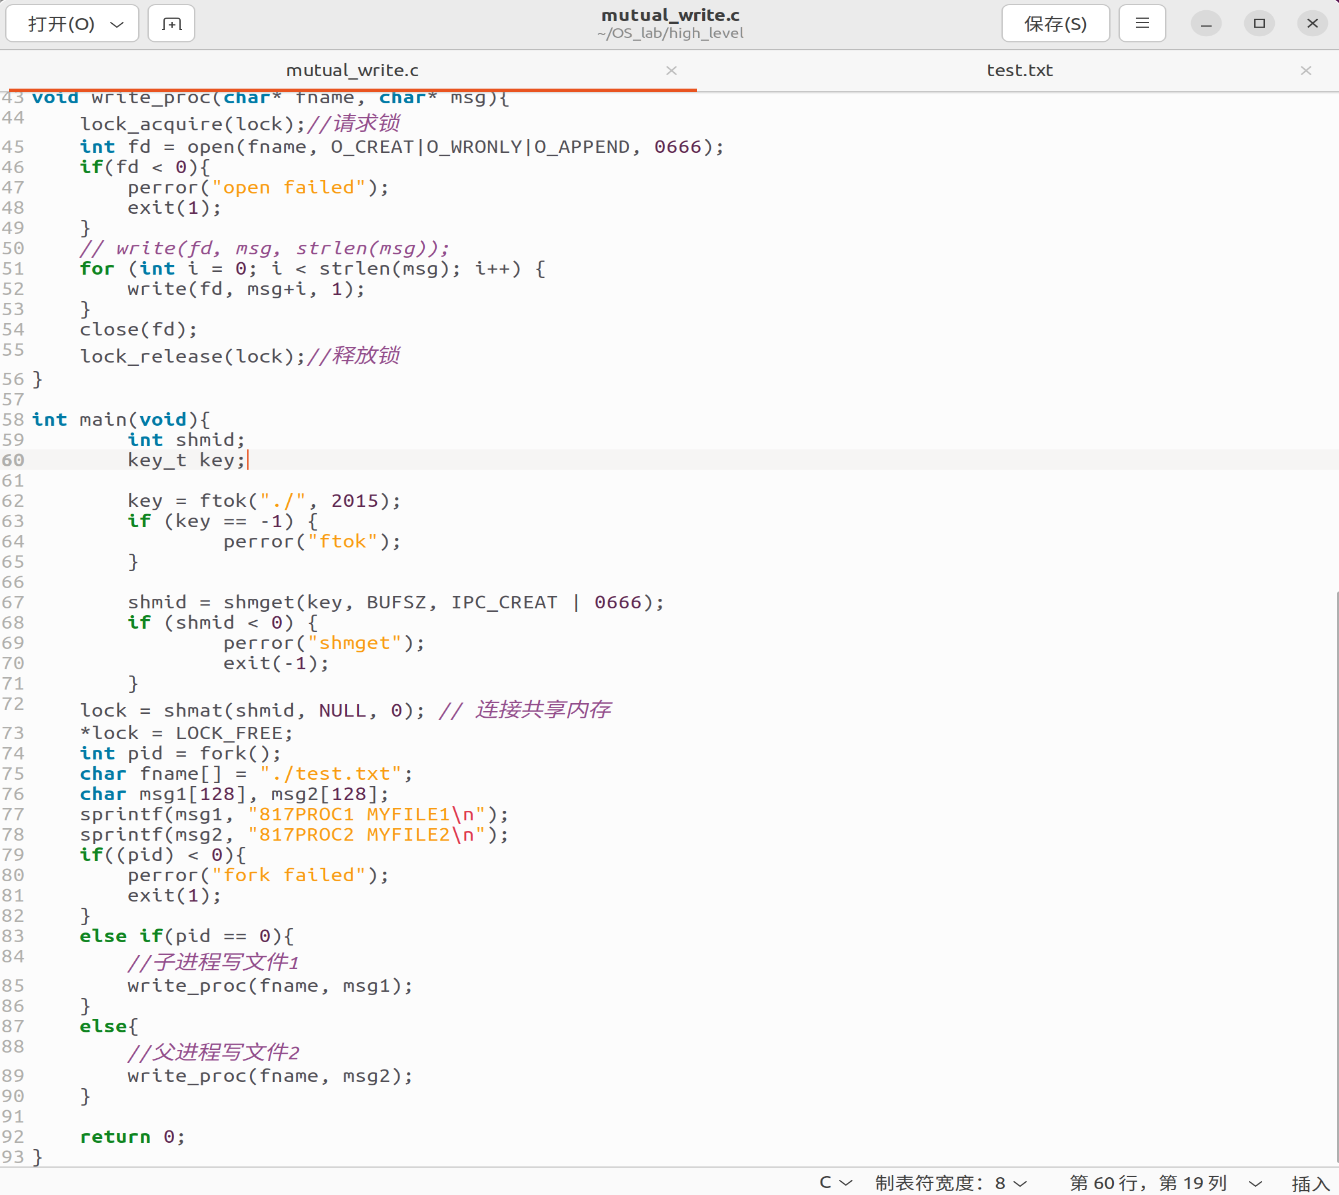 打开(O)
mutual_write.c
~/OS_lab/high_level
保存(S)
mutual_write.c
test.txt
43 void write_proc(char* fname, char* msg){
44     lock_acquire(lock);//请求锁
45     int fd = open(fname, O_CREAT|O_WRONLY|O_APPEND, 0666);
46     if(fd < 0){
47         perror("open failed");
48         exit(1);
49     }
50     // write(fd, msg, strlen(msg));
51     for (int i = 0; i < strlen(msg); i++) {
52         write(fd, msg+i, 1);
53     }
54     close(fd);
55     lock_release(lock);//释放锁
56 }
57
58 int main(void){
59         int shmid;
60         key_t key;
61
62         key = ftok("./", 2015);
63         if (key == -1) {
64                 perror("ftok");
65         }
66
67         shmid = shmget(key, BUFSZ, IPC_CREAT | 0666);
68         if (shmid < 0) {
69                 perror("shmget");
70                 exit(-1);
71         }
72     lock = shmat(shmid, NULL, 0); // 连接共享内存
73     *lock = LOCK_FREE;
74     int pid = fork();
75     char fname[] = "./test.txt";
76     char msg1[128], msg2[128];
77     sprintf(msg1, "817PROC1 MYFILE1\n");
78     sprintf(msg2, "817PROC2 MYFILE2\n");
79     if((pid) < 0){
80         perror("fork failed");
81         exit(1);
82     }
83     else if(pid == 0){
84         //子进程写文件1
85         write_proc(fname, msg1);
86     }
87     else{
88         //父进程写文件2
89         write_proc(fname, msg2);
90     }
91
92     return 0;
93 }
C 制表符宽度：8 第 60 行，第 19 列 插入